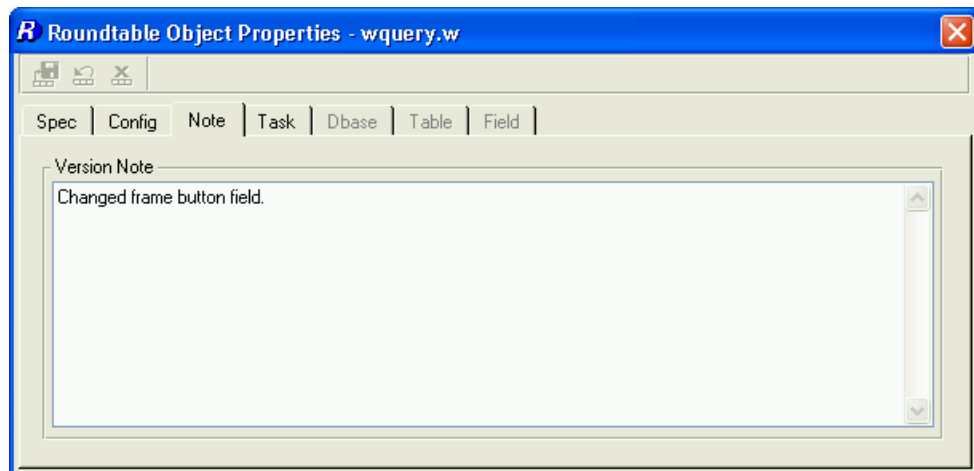 R Roundtable Object Properties - wquery.w
Spec Config Note Task Dbase Table Field
Version Note
Changed frame button field.